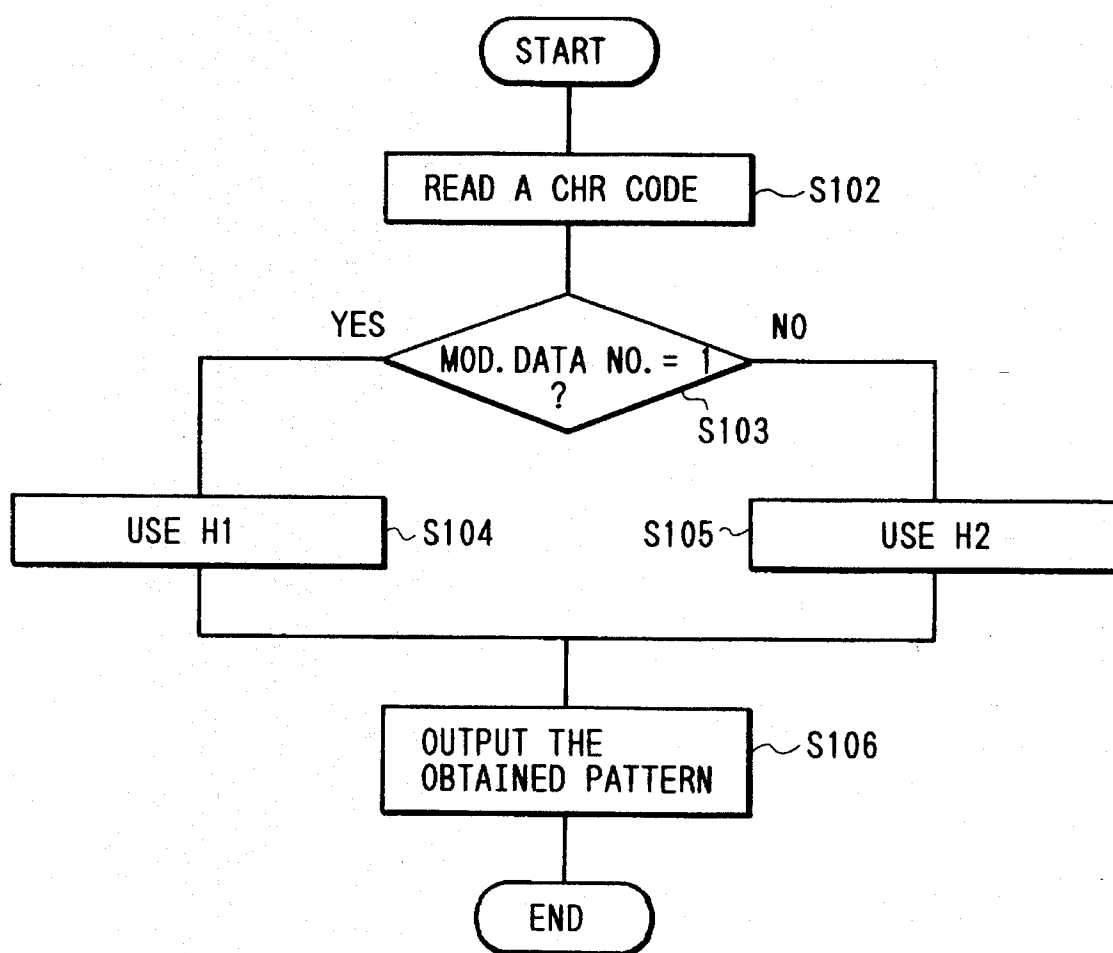 START
READ A CHR CODE
S102
YES
NO
MOD. DATA NO. = 1
?
S103
USE H1
S104
S105
USE H2
OUTPUT THE
OBTAINED PATTERN
S106
END